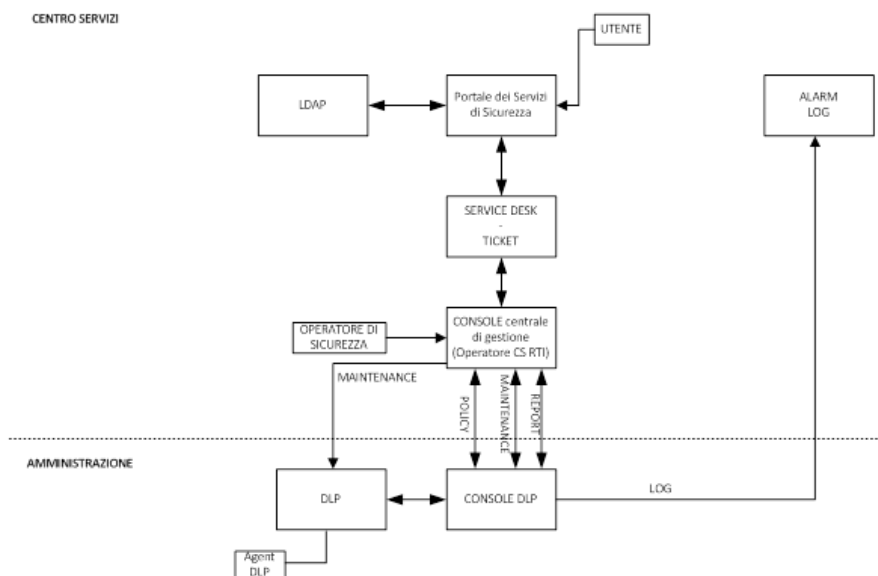 CENTRO SERVIZI
UTENTE
LDAP
Portale dei Servizi
di Sicurezza
ALARM
LOG
SERVICE DESK
-
TICKET
OPERATORE DI
SICUREZZA
CONSOLE centrale
di gestione
(Operatore CS RTI)
MAINTENANCE
POLICY
MAINTENANCE
REPORT
AMMINISTRAZIONE
DLP
CONSOLE DLP
LOG
Agent
DLP